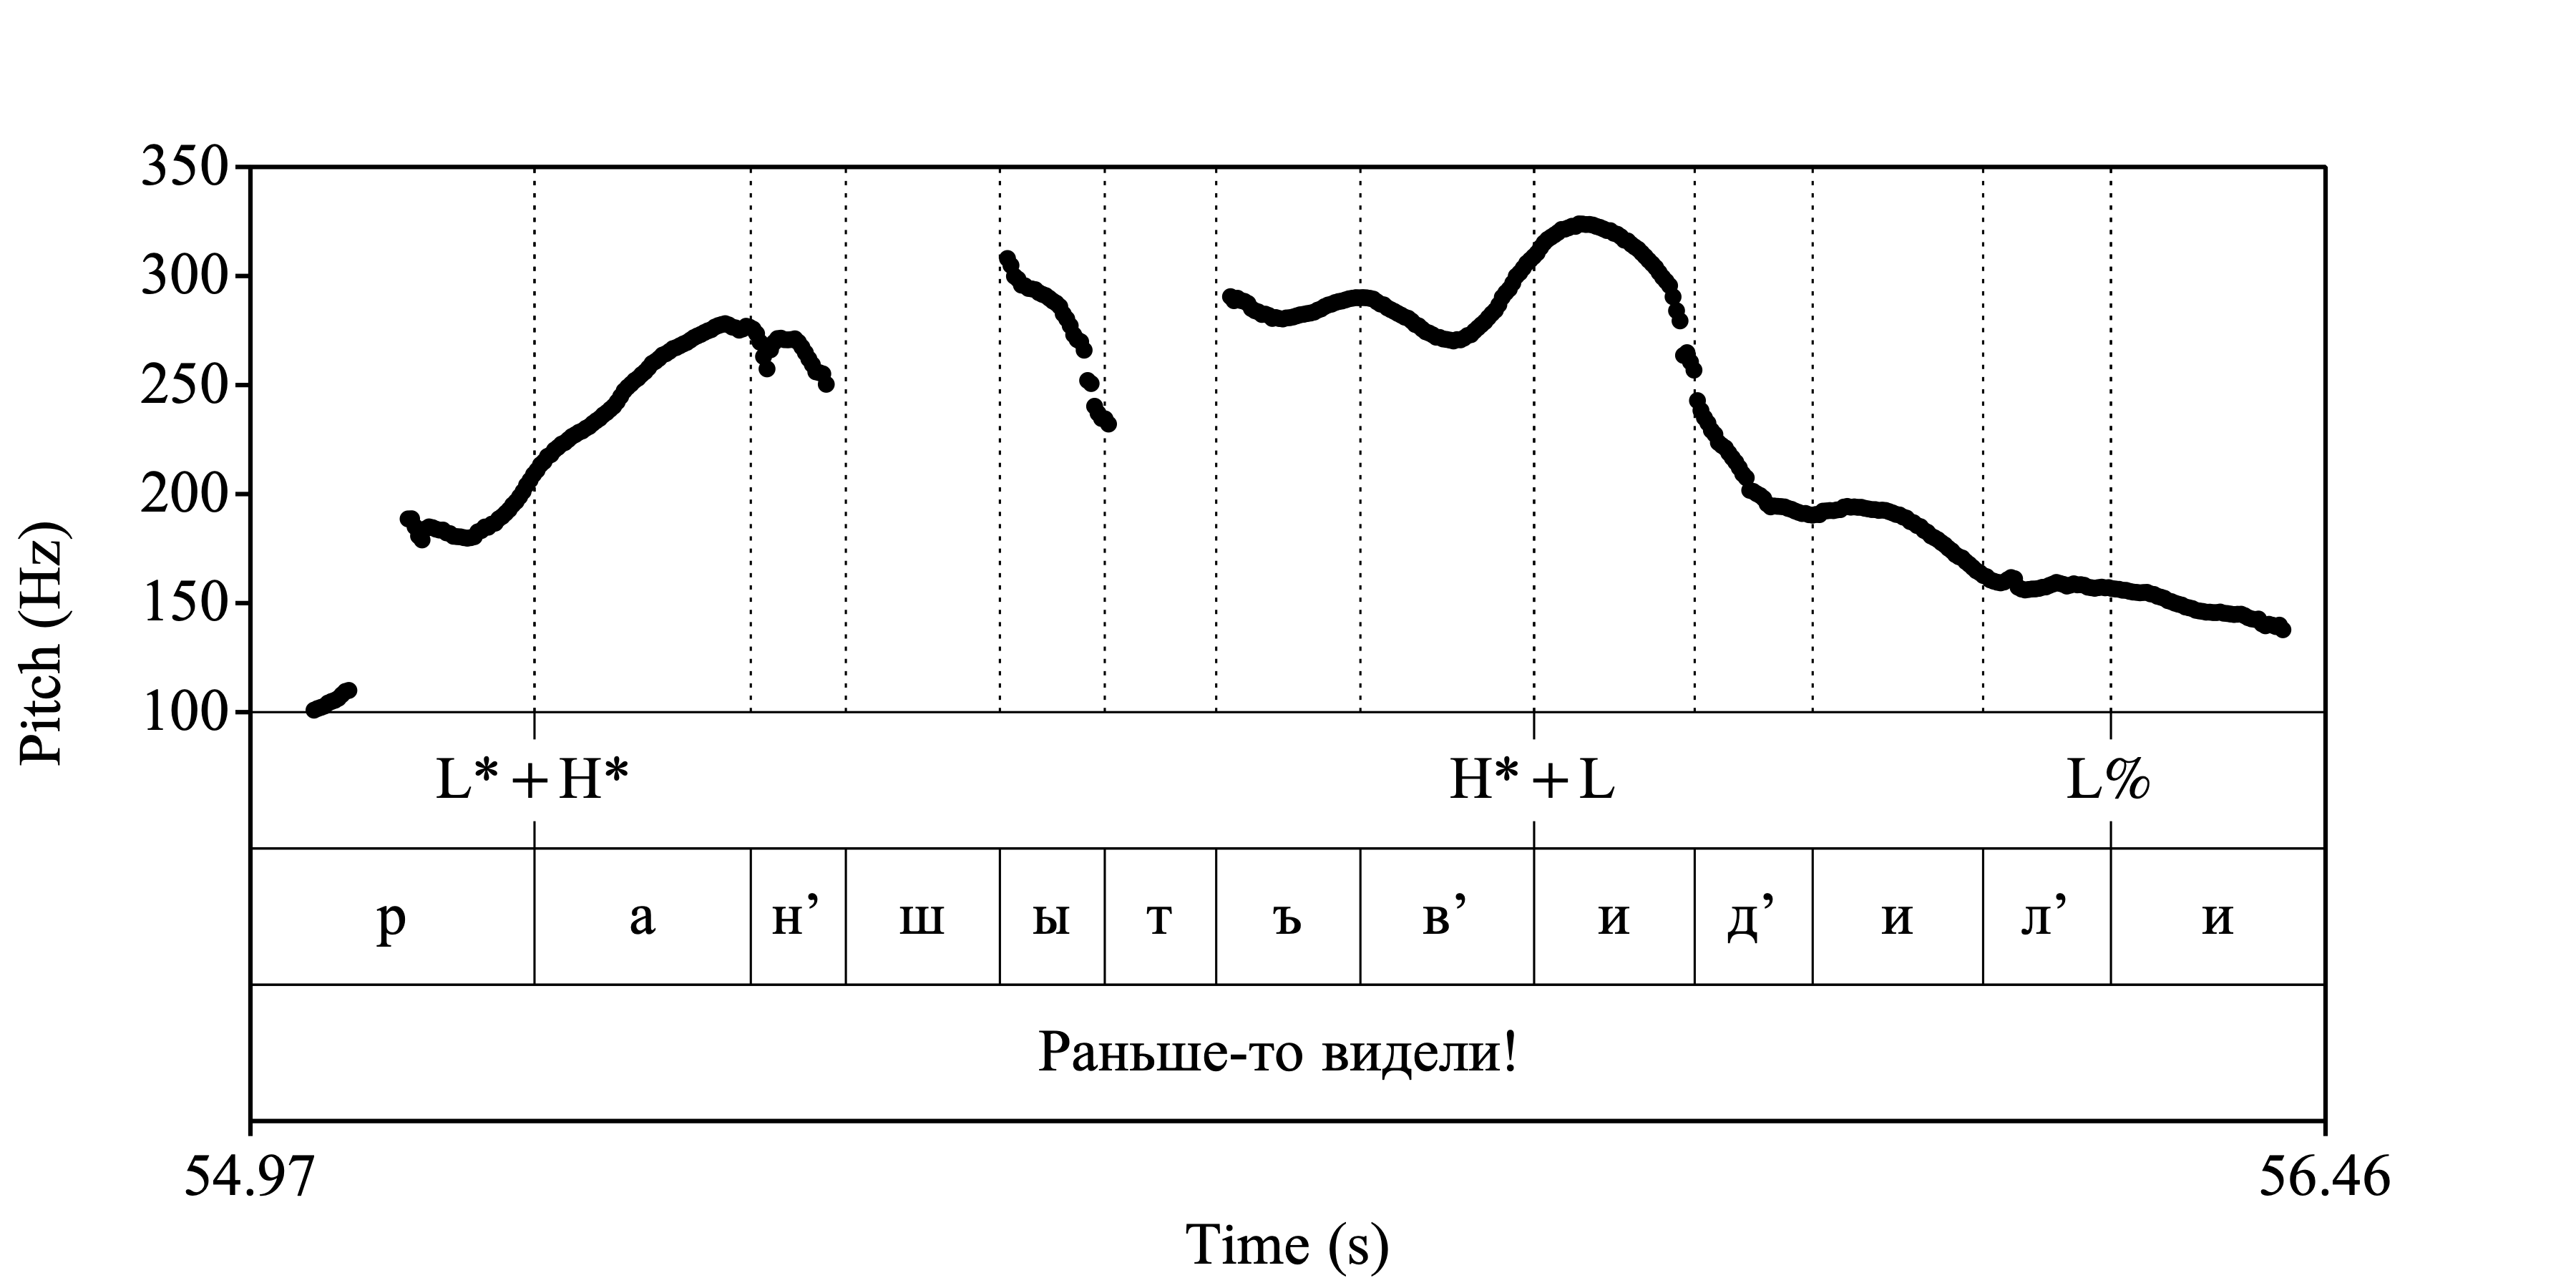 350
300
250
200
150
100
Pitch (Hz)
L* + H* H* + L L%
р а н’ ш ы т ъ в’ и д’ и л’ и
Раньше-то видели!
54.97 56.46
Time (s)